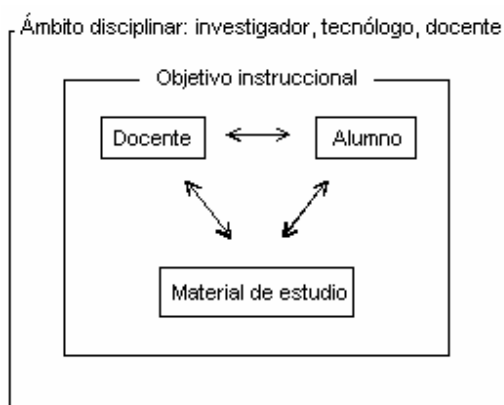 Ámbito disciplinar: investigador, tecnólogo, docente
Objetivo instruccional
Docente
Alumno
Material de estudio